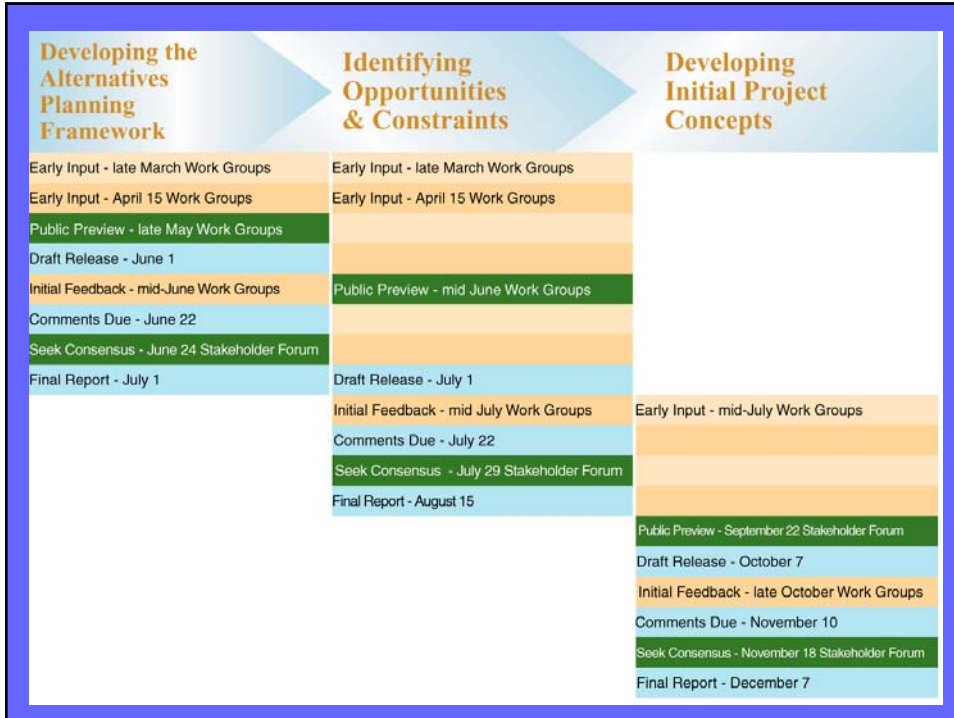 Developing the
Alternatives
Planning
Framework
Identifying
Opportunities
& Constraints
Developing
Initial Project
Concepts
Early Input - late March Work Groups
Early Input - April 15 Work Groups
Public Preview - late May Work Groups
Draft Release - June 1
Initial Feedback - mid-June Work Groups
Comments Due - June 22
Seek Consensus - June 24 Stakeholder Forum
Final Report - July 1
Early Input - late March Work Groups
Early Input - April 15 Work Groups
Public Preview - mid June Work Groups
Draft Release - July 1
Initial Feedback - mid July Work Groups
Comments Due - July 22
Seek Consensus - July 29 Stakeholder Forum
Final Report - August 15
Early Input - mid-July Work Groups
Public Preview - September 22 Stakeholder Forum
Draft Release - October 7
Initial Feedback - late October Work Groups
Comments Due - November 10
Seek Consensus - November 18 Stakeholder Forum
Final Report - December 7